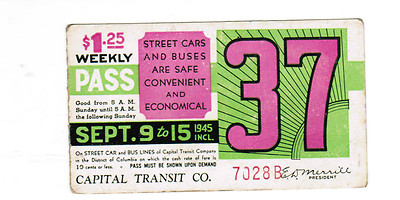 $1.25
WEEKLY
PASS
Good from 5 A. M.
Sunday until 5 A. M.
the following Sunday
STREET CARS
AND BUSES
ARE SAFE
CONVENIENT
AND
ECONOMICAL
37
SEPT. 9 TO 15 1945 INCL.
On STREET CAR and BUS LINES of Capital Transit Company
in the District of Columbia on which the cash rate of fare is
10 cents or less. • PASS MUST BE SHOWN UPON DEMAND
CAPITAL TRANSIT CO.
7028B
E. D. Merrill
PRESIDENT